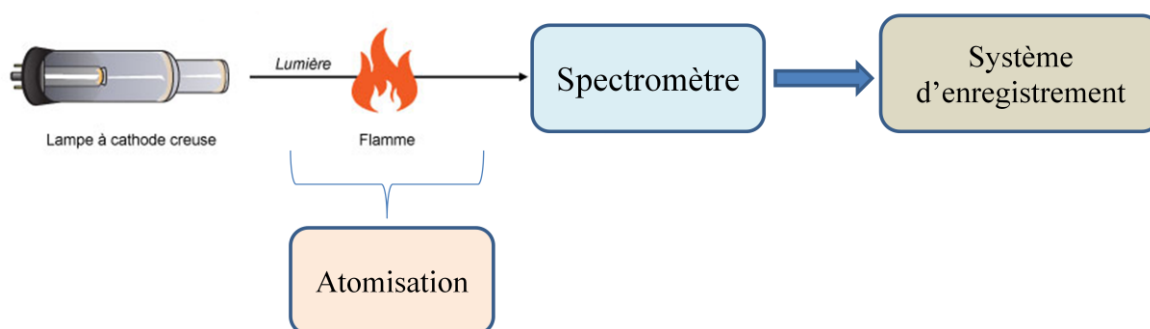 Lumière
Lampe à cathode creuse
Flamme
Spectromètre
Système
d’enregistrement
Atomisation